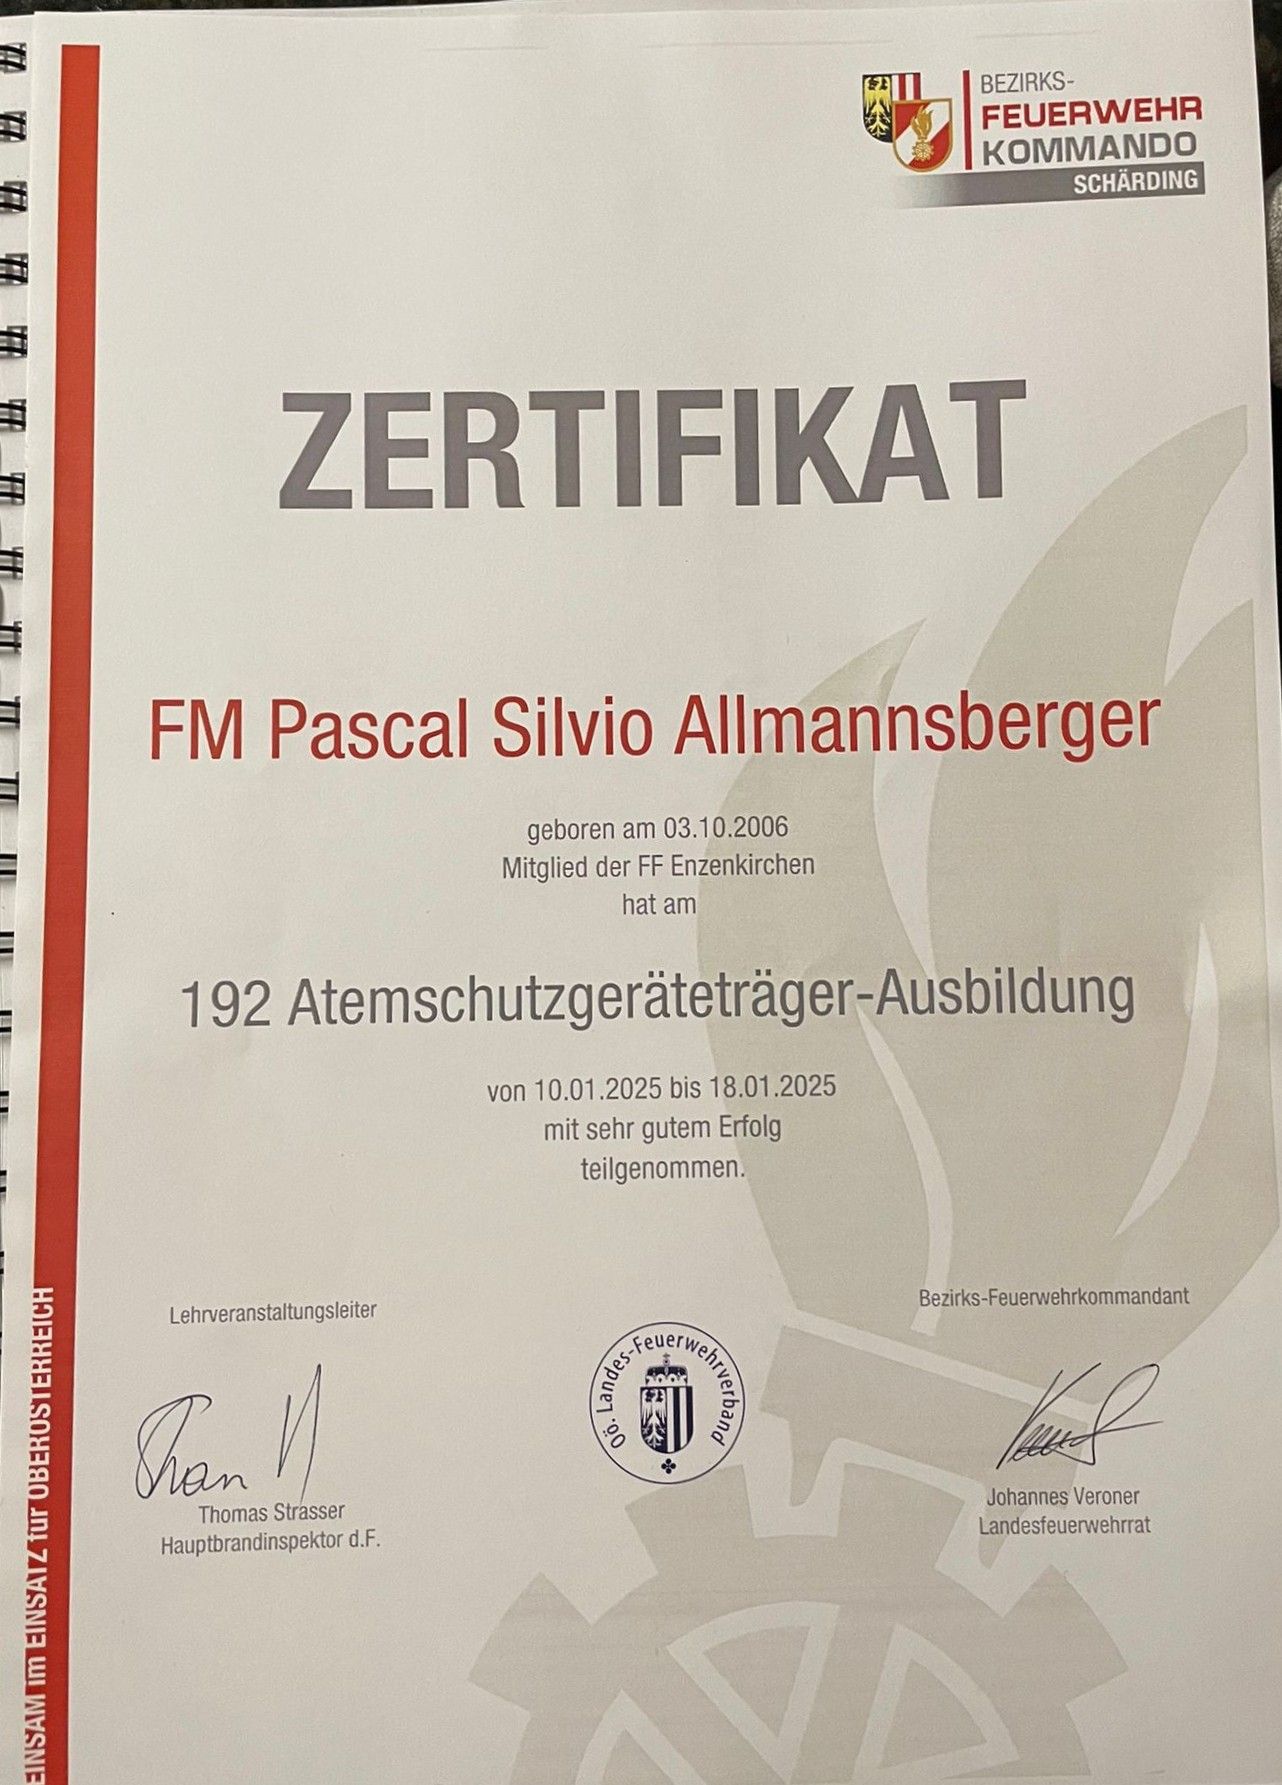 BEZIRKS-
FEUERWEHR
KOMMANDO
SCHÄRDING
ZERTIFIKAT
FM Pascal Silvio Allmannsberger
geboren am 03.10.2006
Mitglied der FF Enzenkirchen
hat am
192 Atemschutzgeräteträger-Ausbildung
von 10.01.2025 bis 18.01.2025
mit sehr gutem Erfolg
teilgenommen.
Lehrveranstaltungsleiter
Thomas Strasser
Hauptbrandinspektor d.F.
Oö. Landes-Feuerwehrverband
Bezirks-Feuerwehrkommandant
Johannes Veroner
Landesfeuerwehrrat
EINSAM im EINSATZ für OBERÖSTERREICH